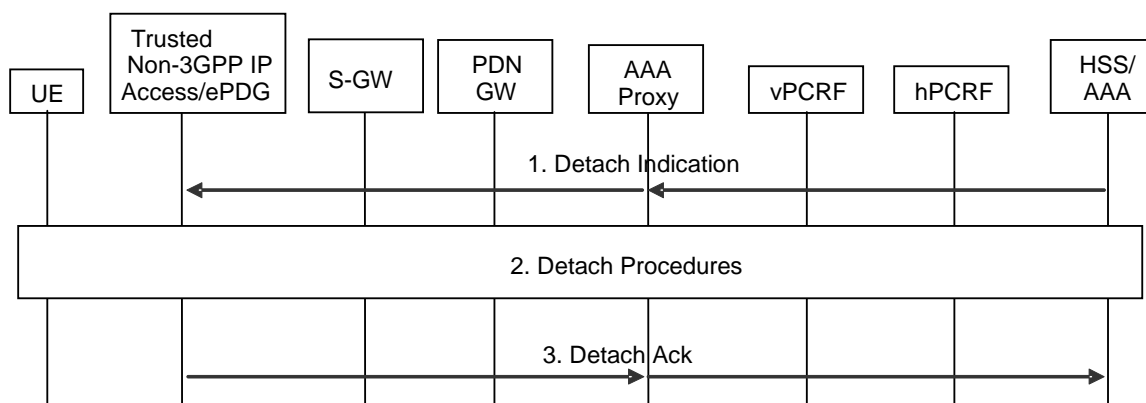 UE
Trusted
Non-3GPP IP
Access/ePDG
S-GW
PDN
GW
AAA
Proxy
vPCRF
hPCRF
HSS/
AAA
1. Detach Indication
2. Detach Procedures
3. Detach Ack